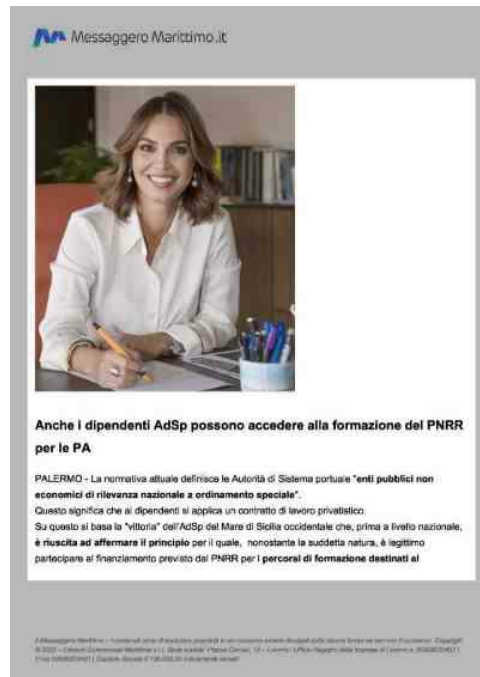 Messaggero Marittimo.it
Anche i dipendenti AdSp possono accedere alla formazione del PNRR
per le PA
PALERMO - La normativa attuale definisce le Autorità di Sistema portuale "enti pubblici non
economici di rilevanza nazionale a ordinamento speciale".
Questo significa che ai dipendenti si applica un contratto di lavoro privatistico.
Su questo si basa la "vittoria" dell'AdSp del Mare di Sicilia occidentale che, prima a livello nazionale,
è riuscita ad affermare il principio per il quale, nonostante la suddetta natura, è legittimo
partecipare al finanziamento previsto dal PNRR per i percorsi di formazione destinati al